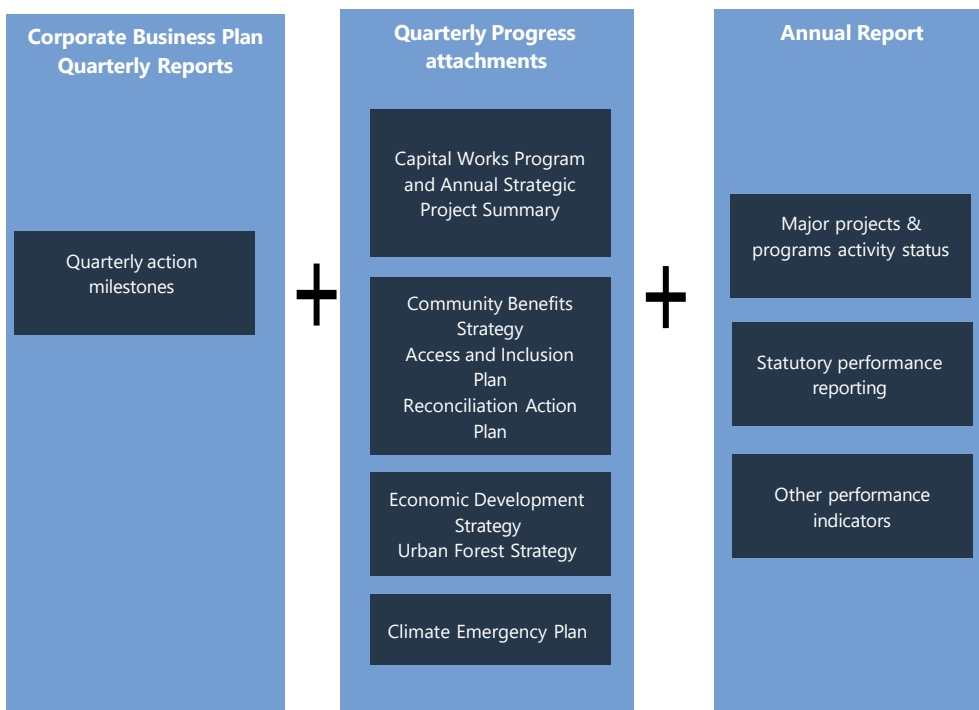 Corporate Business Plan
Quarterly Reports
Quarterly action
milestones
+
Quarterly Progress
attachments
Capital Works Program
and Annual Strategic
Project Summary
Community Benefits
Strategy
Access and Inclusion
Plan
Reconciliation Action
Plan
Economic Development
Strategy
Urban Forest Strategy
Climate Emergency Plan
+
Annual Report
Major projects &
programs activity status
Statutory performance
reporting
Other performance
indicators